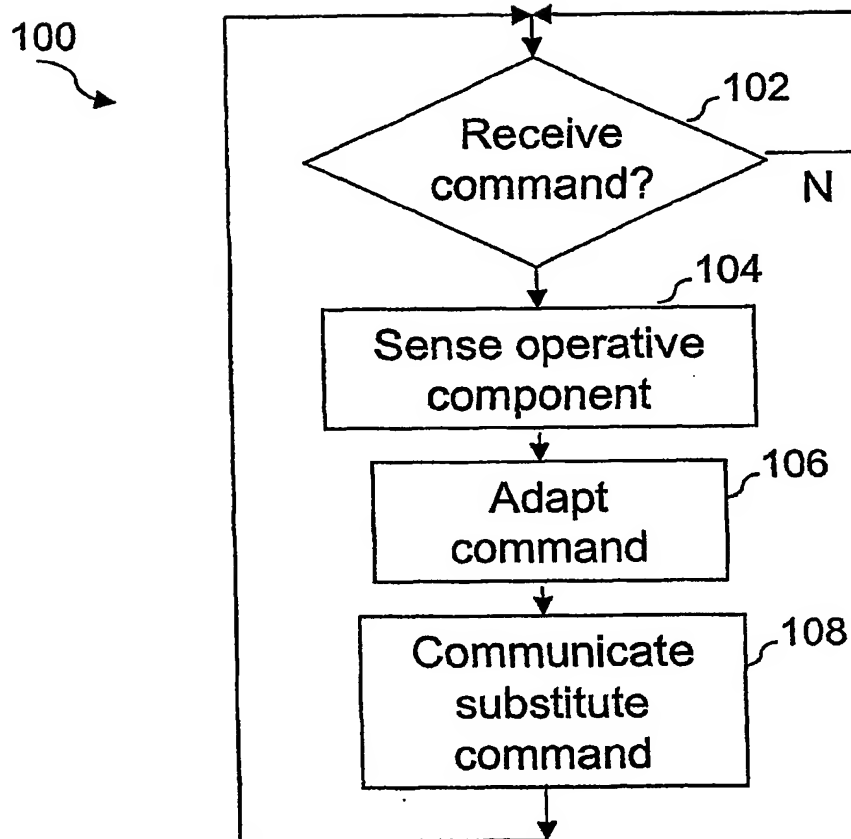 100
102
Receive
command?
N
104
Sense operative
component
106
Adapt
command
108
Communicate
substitute
command